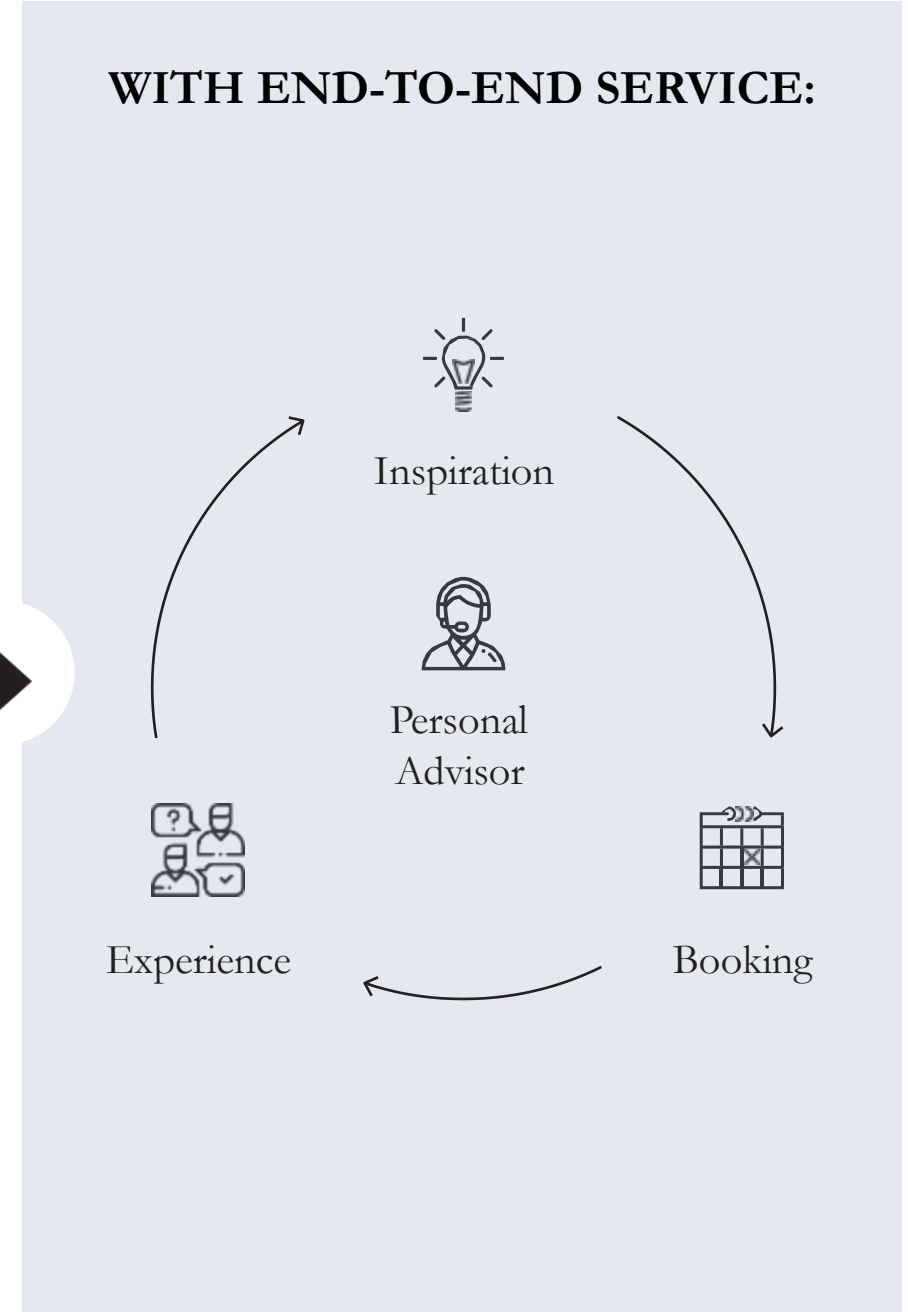 WITH END-TO-END SERVICE:
Inspiration
Personal
Advisor
Experience
Booking